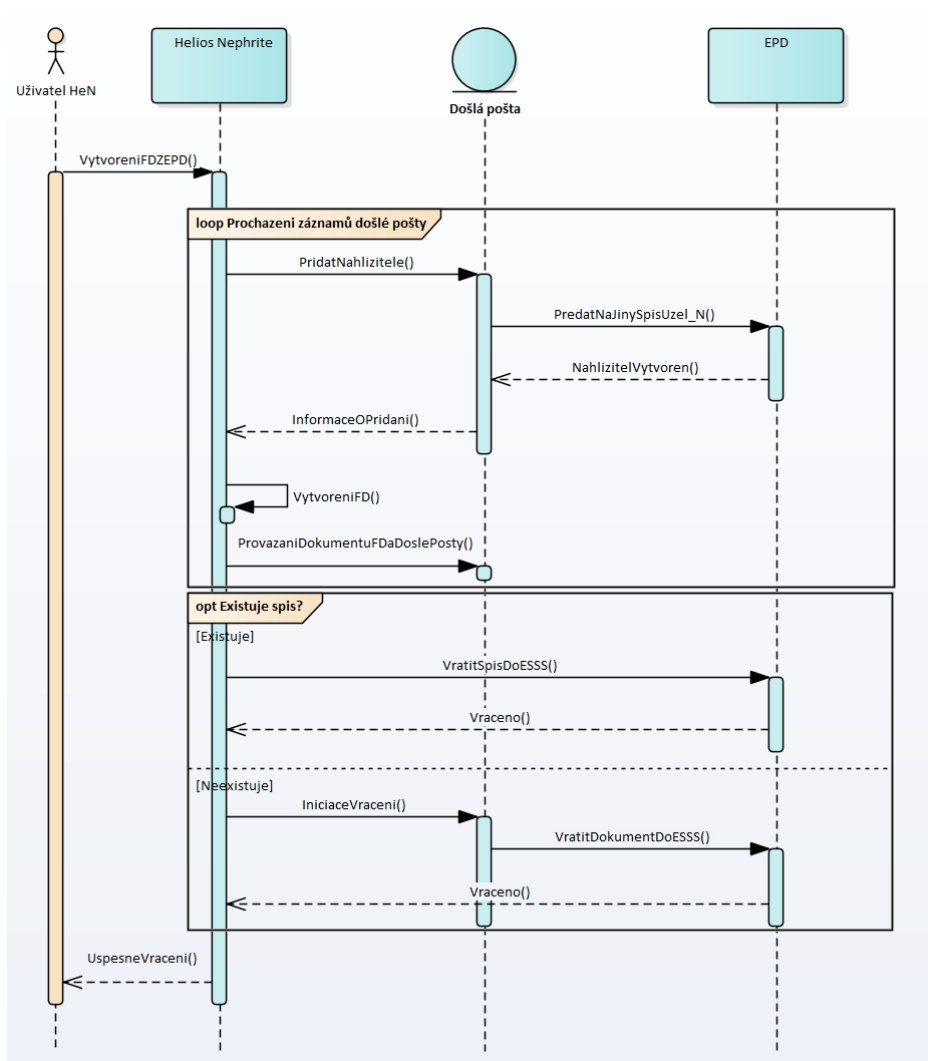 Helios Nephrite
EPD
Uživatel HeN
Došlá pošta
VytvoreniFDZEPD()
loop Prochazeni záznamů došlé pošty
PridatNahlizitele()
PredatNaJinySpisUzel_N()
NahlizitelVytvoren()
InformaceOPridani()
VytvoreniFD()
ProvazaniDokumentuFDaDoslePosty()
opt Existuje spis?
[Existuje]
VratitSpisDoESSS()
Vraceno()
[Neexistuje]
IniciaceVraceni()
VratitDokumentDoESSS()
Vraceno()
UspesneVraceni()